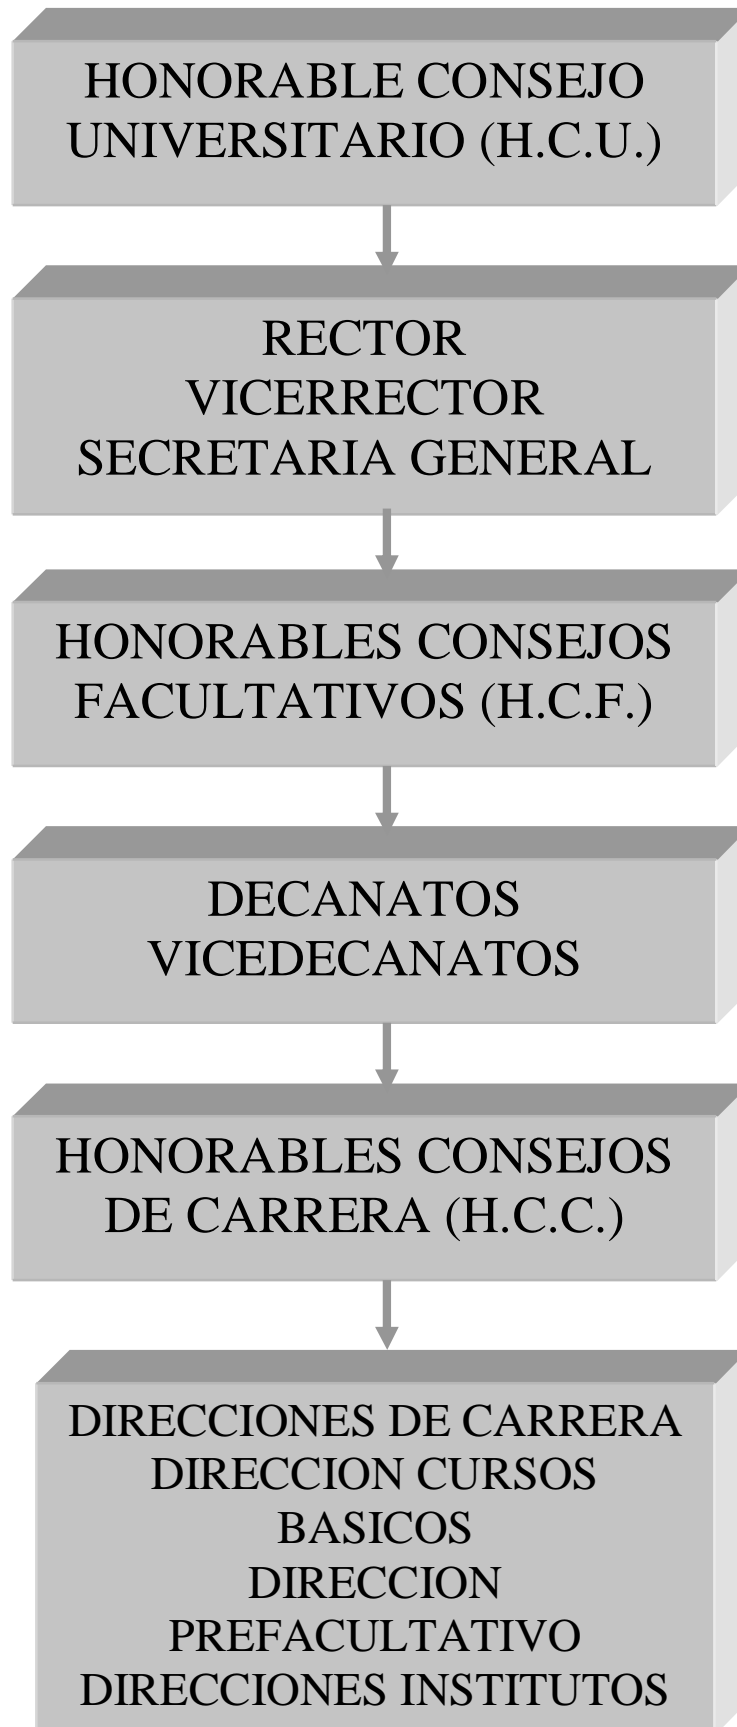 HONORABLE CONSEJO
UNIVERSITARIO (H.C.U.)
RECTOR
VICERRECTOR
SECRETARIA GENERAL
HONORABLES CONSEJOS
FACULTATIVOS (H.C.F.)
DECANATOS
VICEDECANATOS
HONORABLES CONSEJOS
DE CARRERA (H.C.C.)
DIRECCIONES DE CARRERA
DIRECCION CURSOS
BASICOS
DIRECCION
PREFACULTATIVO
DIRECCIONES INSTITUTOS